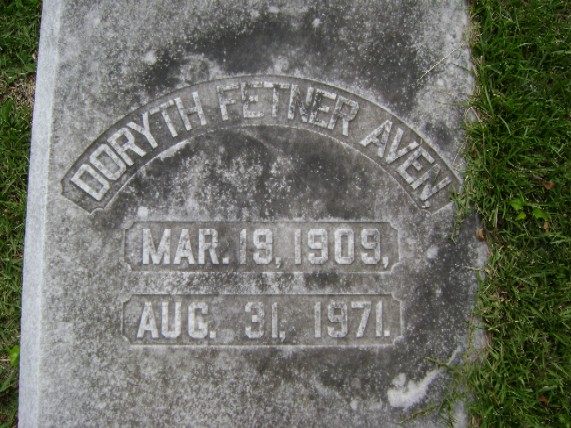 DORYTH FETNER AVEN.
MAR. 19, 1909,
AUG. 31, 1971.